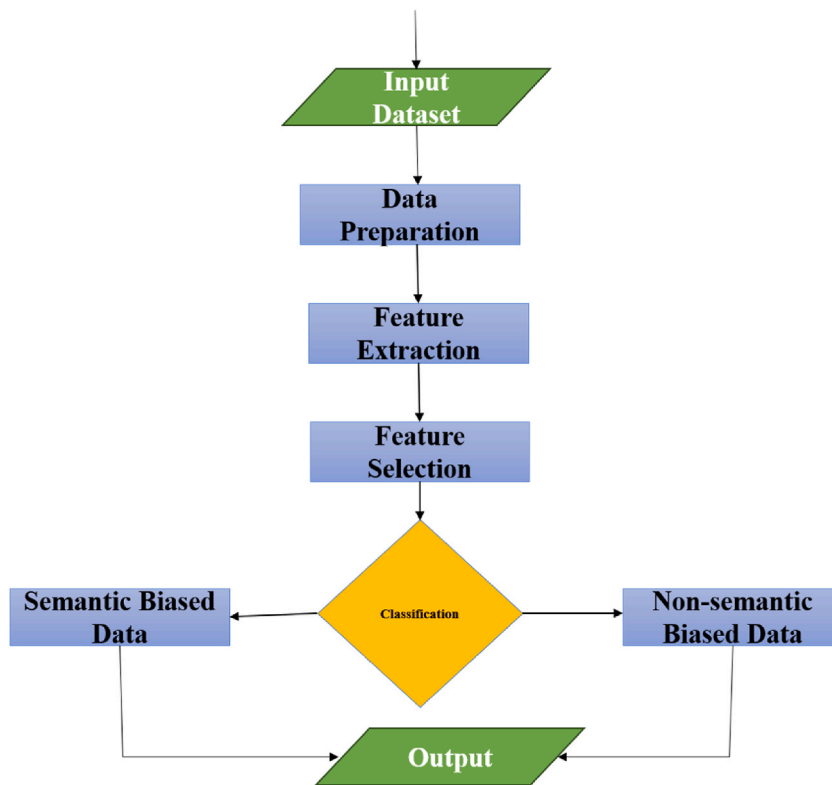 Input
Dataset
Data
Preparation
Feature
Extraction
Feature
Selection
Classification
Semantic Biased
Data
Non-semantic
Biased Data
Output